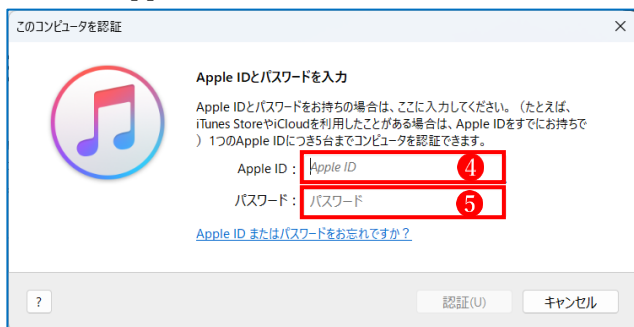 このコンピュータを認証
Apple IDとパスワードを入力
Apple IDとパスワードをお持ちの場合は、ここに入力してください。（たとえば、
iTunes StoreやiCloudを利用したことがある場合は、Apple IDをすでにお持ちで
）1つのApple IDにつき5台までコンピュータを認証できます。
Apple ID： Apple ID 4
パスワード： パスワード 5
Apple ID またはパスワードをお忘れですか？
? 認証(U) キャンセル